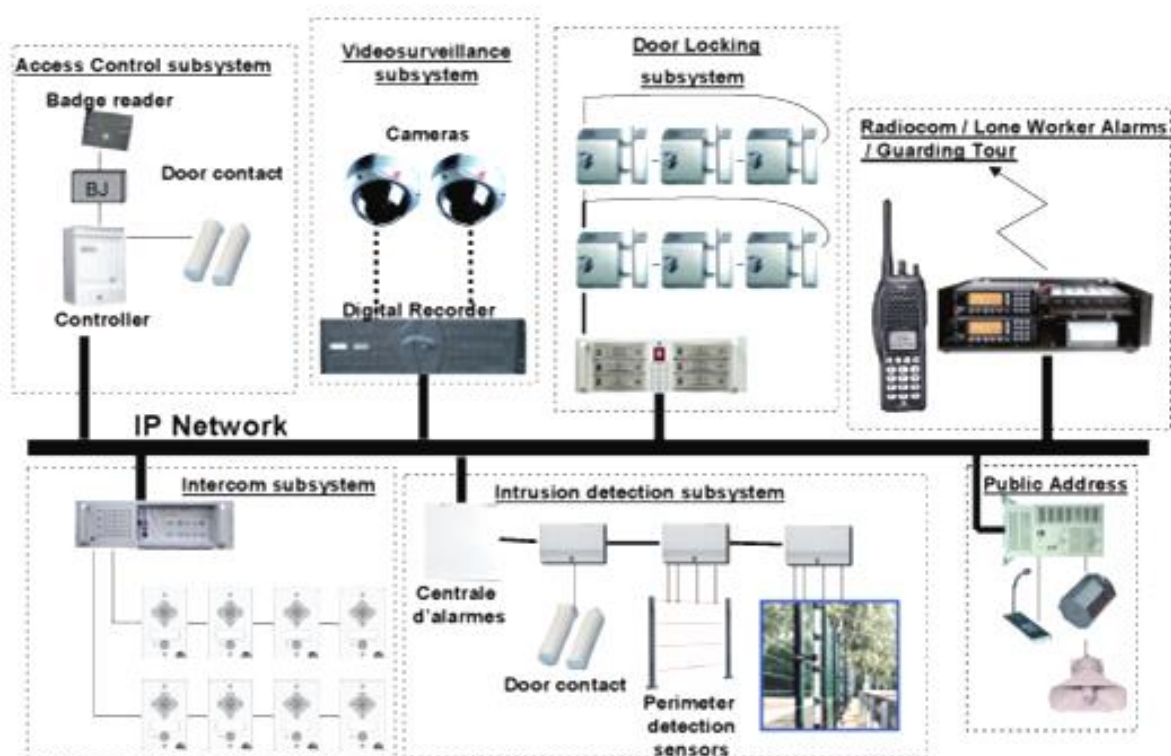 Access Control subsystem
Badge reader
BJ
Door contact
Controller
Videosurveillance
subsystem
Cameras
Digital Recorder
Door Locking
subsystem
Radiocom / Lone Worker Alarms
/ Guarding Tour
IP Network
Intercom subsystem
Intrusion detection subsystem
Centrale
d'alarmes
Door contact
Perimeter
detection
sensors
Public Address